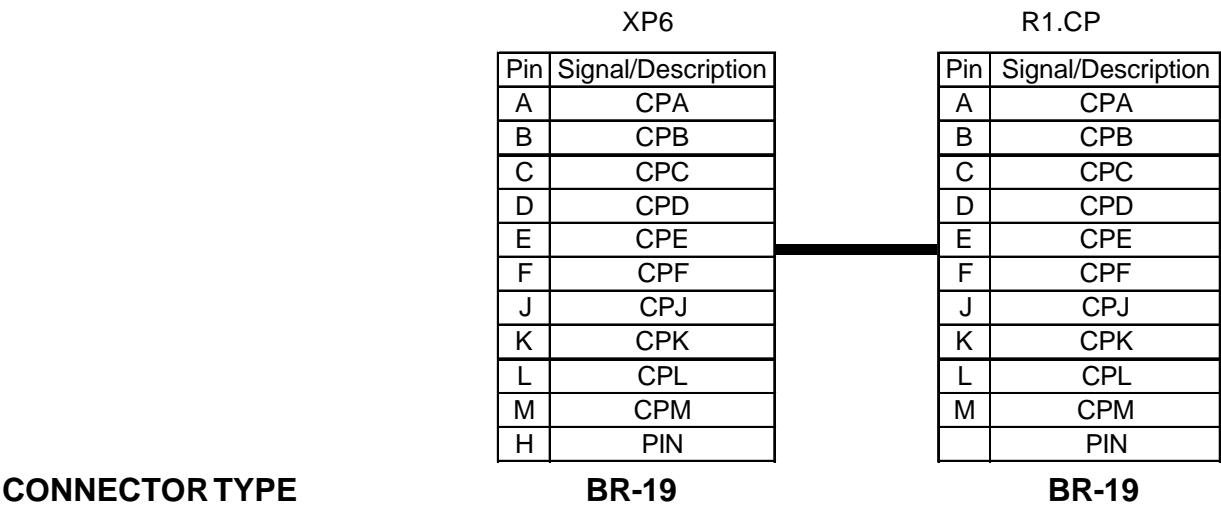 XP6 R1.CP
Pin Signal/Description Pin Signal/Description
A CPA A CPA
B CPB B CPB
C CPC C CPC
D CPD D CPD
E CPE E CPE
F CPF F CPF
J CPJ J CPJ
K CPK K CPK
L CPL L CPL
M CPM M CPM
H PIN PIN
CONNECTOR TYPE BR-19 BR-19